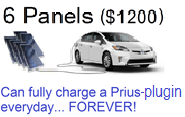 6 Panels ($1200)
Can fully charge a Prius-plugin
everyday... FOREVER!